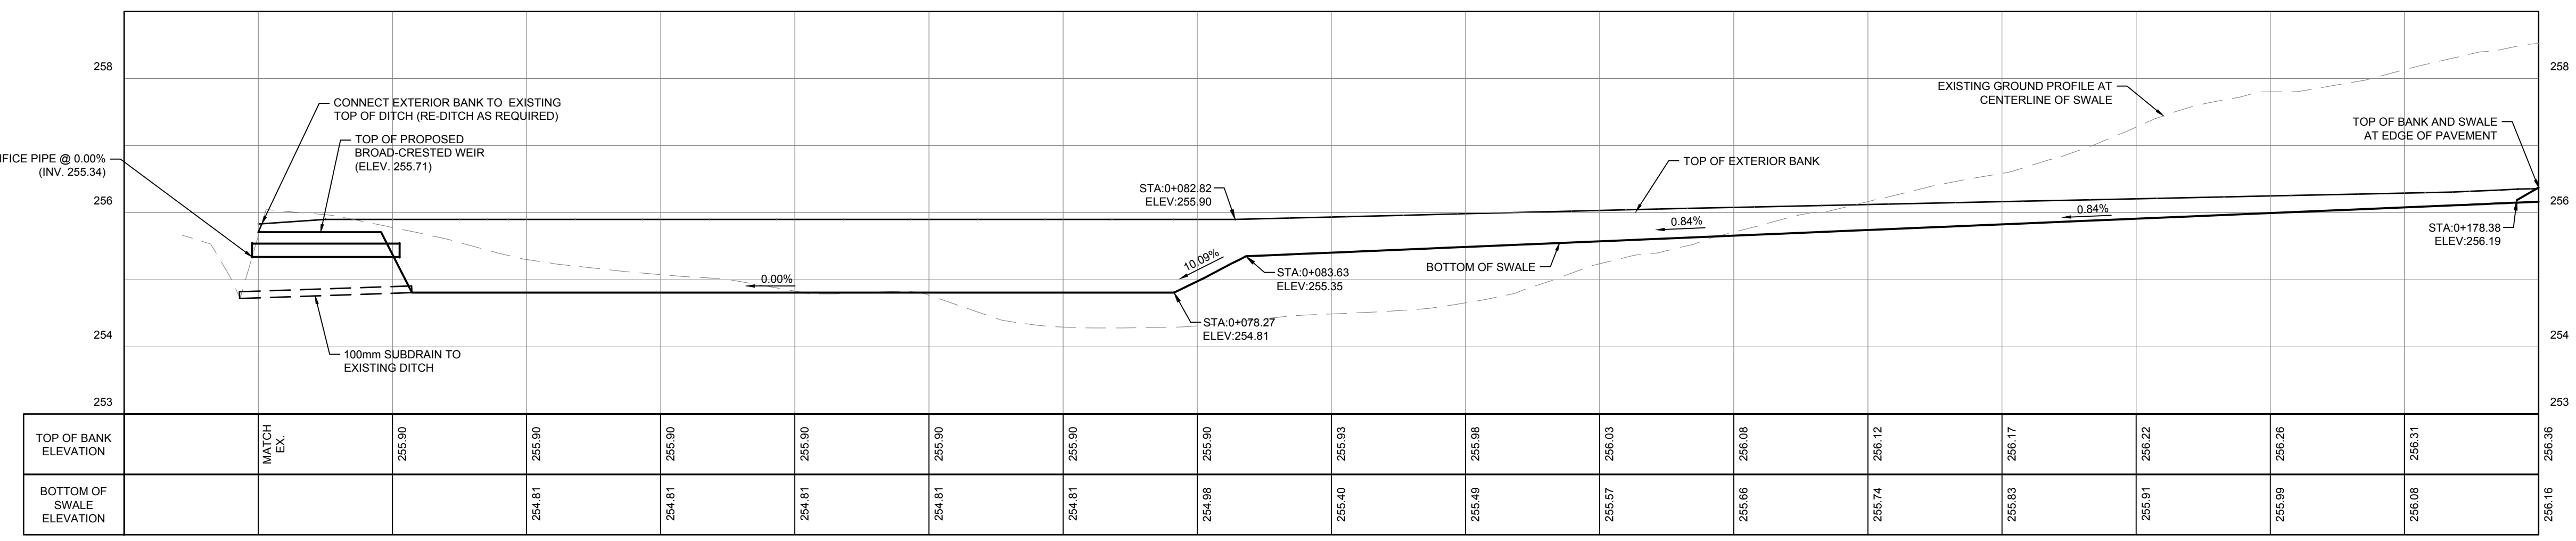 258
258
CONNECT EXTERIOR BANK TO EXISTING
TOP OF DITCH (RE-DITCH AS REQUIRED)
TOP OF PROPOSED
BROAD-CRESTED WEIR
(ELEV. 255.71)
PIPE @ 0.00%
(INV. 255.34)
EXISTING GROUND PROFILE AT
CENTERLINE OF SWALE
TOP OF BANK AND SWALE
AT EDGE OF PAVEMENT
TOP OF EXTERIOR BANK
STA:0+082.82
ELEV:255.90
256
256
0.84%
0.84%
STA:0+178.38
ELEV:256.19
10.09%
BOTTOM OF SWALE
STA:0+083.63
ELEV:255.35
0.00%
STA:0+078.27
ELEV:254.81
254
254
100mm SUBDRAIN TO
EXISTING DITCH
253
253
TOP OF BANK
ELEVATION
MATCH
EX.
255.90
255.90
255.90
255.90
255.90
255.90
255.90
255.93
255.98
256.03
256.08
256.12
256.17
256.22
256.26
256.31
256.36
BOTTOM OF
SWALE
ELEVATION
254.81
254.81
254.81
254.81
254.81
254.98
255.40
255.49
255.57
255.66
255.74
255.83
255.91
255.99
256.08
256.16